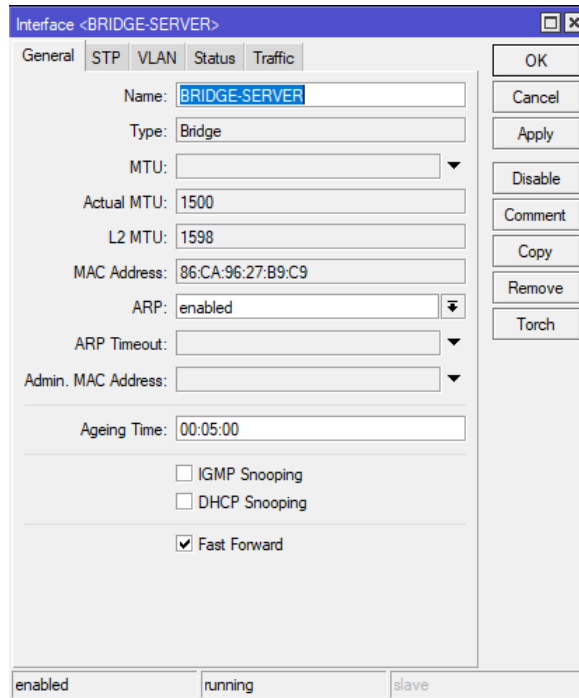 Interface <BRIDGE-SERVER>
General STP VLAN Status Traffic
Name: BRIDGE-SERVER
Type: Bridge
MTU:
Actual MTU: 1500
L2 MTU: 1598
MAC Address: 86:CA:96:27:B9:C9
ARP: enabled
ARP Timeout:
Admin. MAC Address:
Ageing Time: 00:05:00
IGMP Snooping
DHCP Snooping
Fast Forward
OK
Cancel
Apply
Disable
Comment
Copy
Remove
Torch
enabled running slave